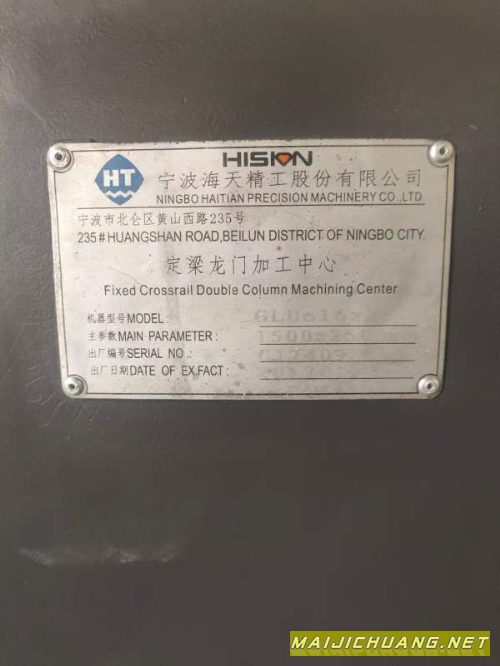 HT
HISION
宁波海天精工股份有限公司
NINGBO HAITIAN PRECISION MACHINERY CO.,LTD.
宁波市北仑区黄山西路235号
235#HUANGSHAN ROAD,BEILUN DISTRICT OF NINGBO CITY.
定梁龙门加工中心
Fixed Crossrail Double Column Machining Center
机器型号MODEL:
主参数MAIN PARAMETER:
出厂编号SERIAL NO.:
出厂日期DATE OF EX.FACT:
MAIJICHUANG.NET